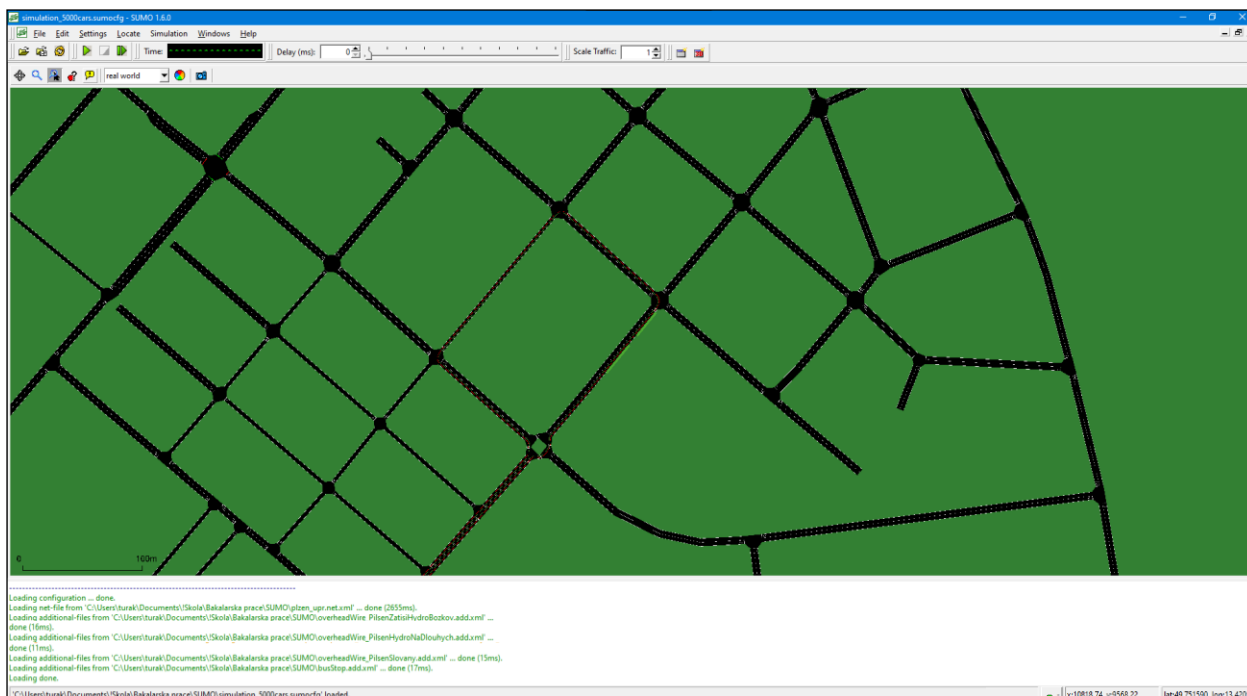 simulation_5000cars.sumocfg - SUMO 1.6.0
File Edit Settings Locate Simulation Windows Help
Time: Delay (ms): 0 Scale Traffic: 1
real world
0 160m
----------------------------------------------------------------------------------------
Loading configuration ... done.
Loading net-file from 'C:\Users\turak\Documents\!Skola\Bakalarska prace\SUMO\plzen_upr.net.xml' ... done (2655ms).
Loading additional-files from 'C:\Users\turak\Documents\!Skola\Bakalarska prace\SUMO\overheadWire_PilsenZatisiHydroBozkov.add.xml' ...
done (16ms).
Loading additional-files from 'C:\Users\turak\Documents\!Skola\Bakalarska prace\SUMO\overheadWire_PilsenHydroNaDlouhych.add.xml' ...
done (11ms).
Loading additional-files from 'C:\Users\turak\Documents\!Skola\Bakalarska prace\SUMO\overheadWire_PilsenSlovany.add.xml' ... done (15ms).
Loading additional-files from 'C:\Users\turak\Documents\!Skola\Bakalarska prace\SUMO\busStop.add.xml' ... done (17ms).
Loading done.
'C:\Users\turak\Documents\!Skola\Bakalarska prace\SUMO\simulation_5000cars.sumocfg' loaded. x:10818.74, y:9568.22 lat:49.751590, lon:13.420